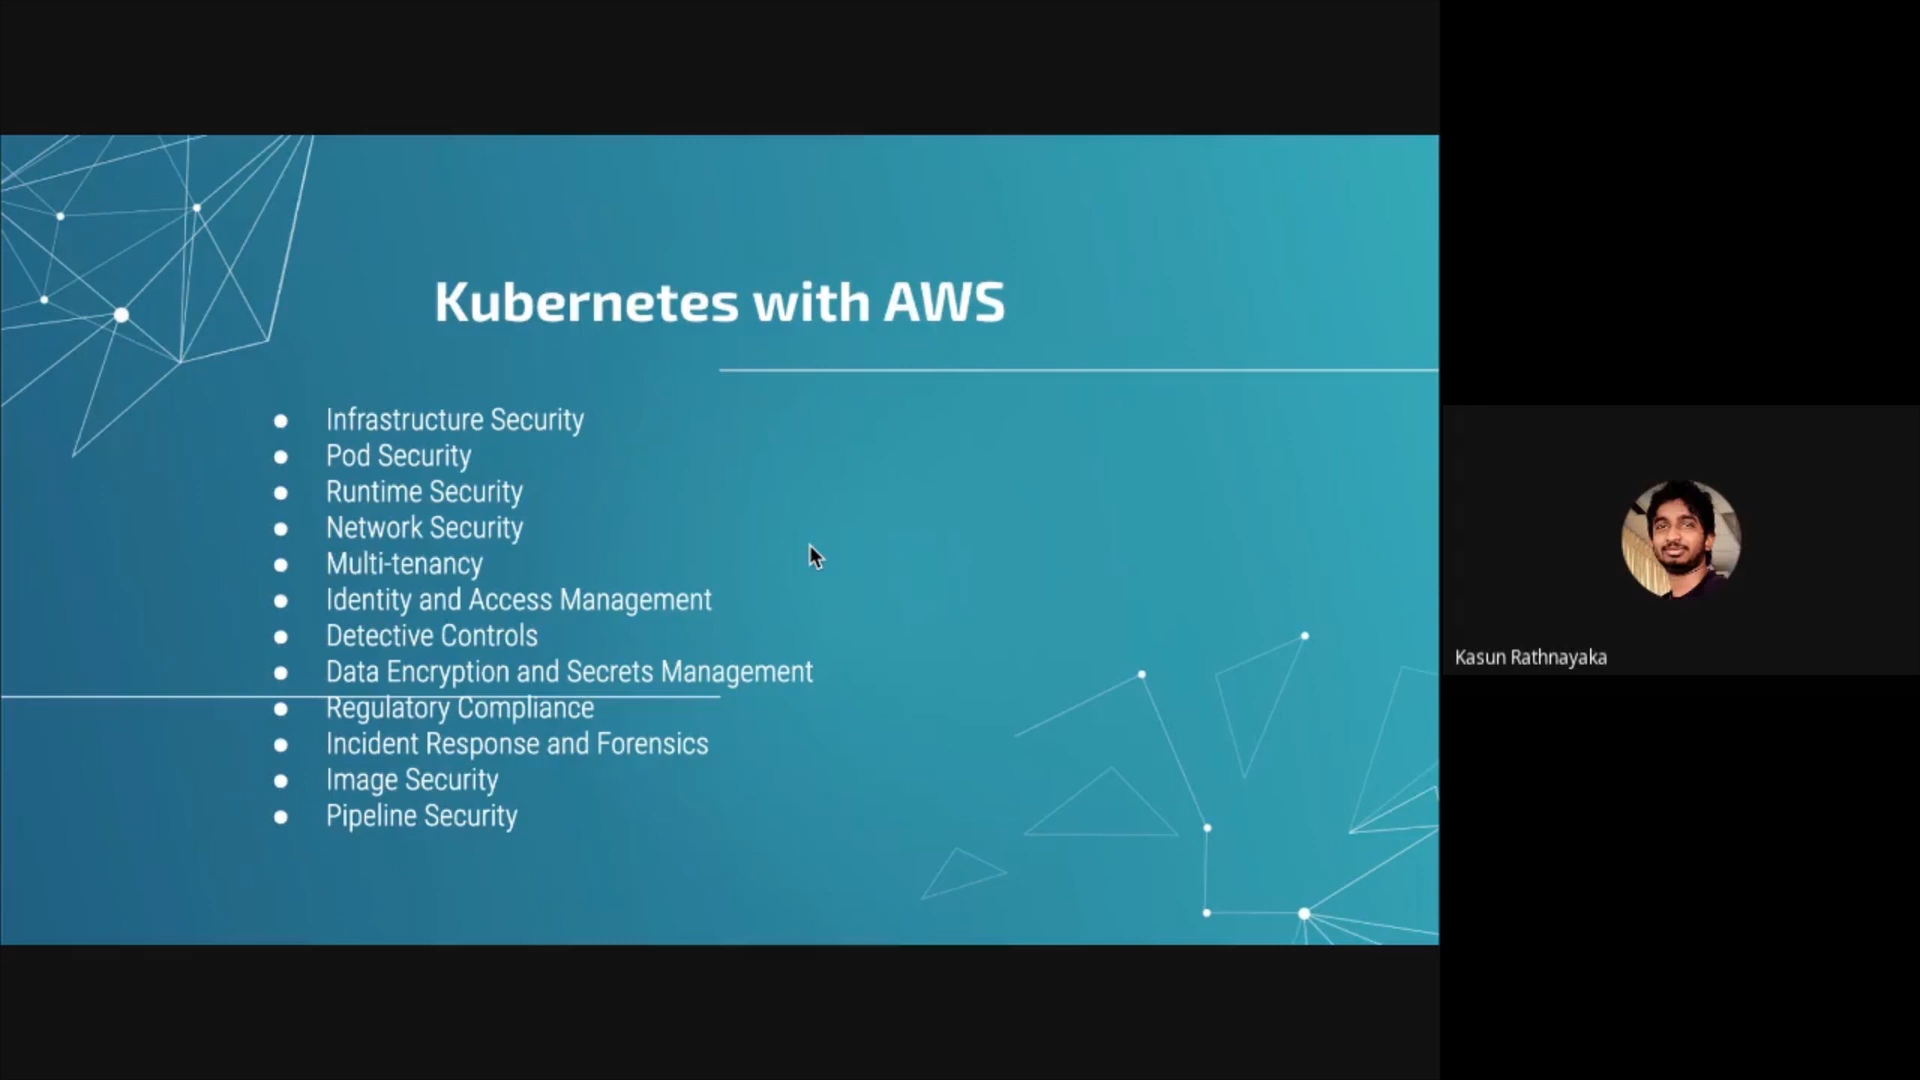 Kubernetes with AWS
Infrastructure Security
Pod Security
Runtime Security
Network Security
Multi-tenancy
Identity and Access Management
Detective Controls
Data Encryption and Secrets Management
Regulatory Compliance
Incident Response and Forensics
Image Security
Pipeline Security
Kasun Rathnayaka